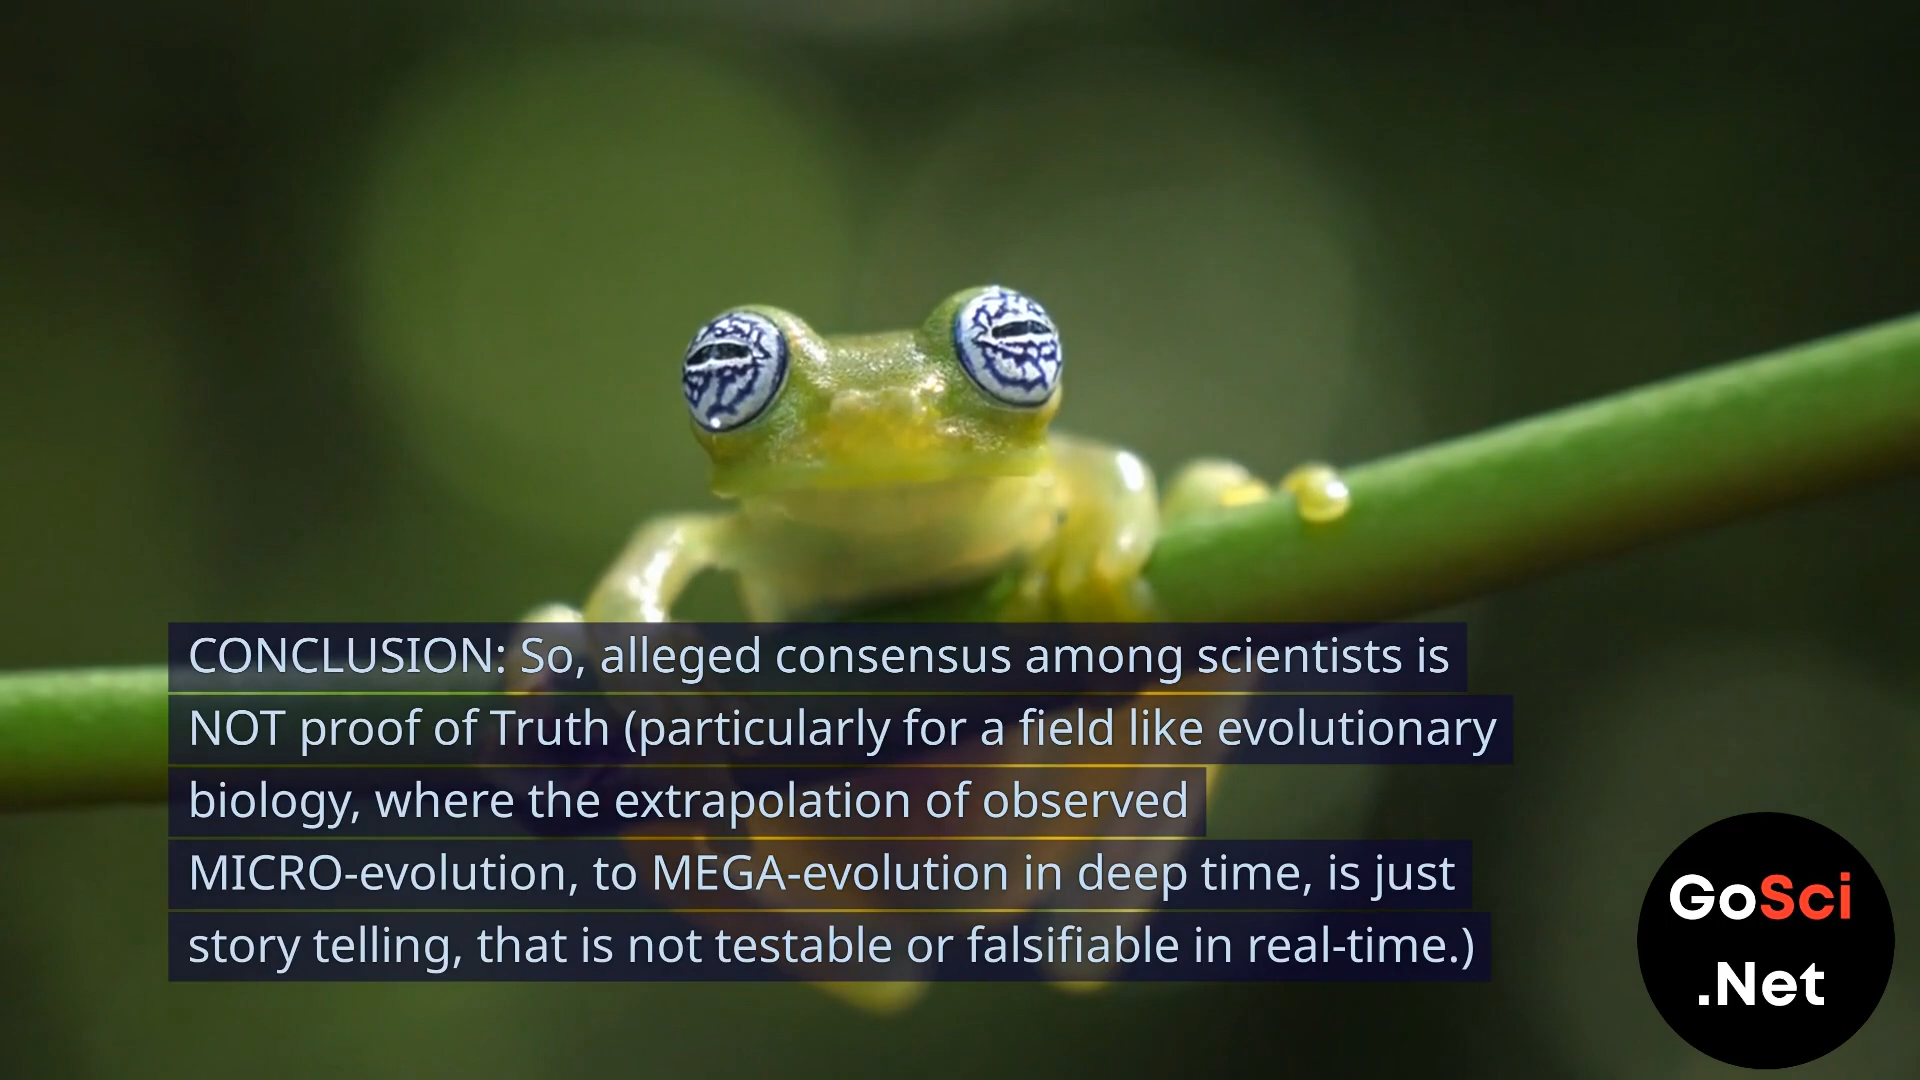 CONCLUSION: So, alleged consensus among scientists is
NOT proof of Truth (particularly for a field like evolutionary
biology, where the extrapolation of observed
MICRO-evolution, to MEGA-evolution in deep time, is just
story telling, that is not testable or falsifiable in real-time.)
GoSci
.Net